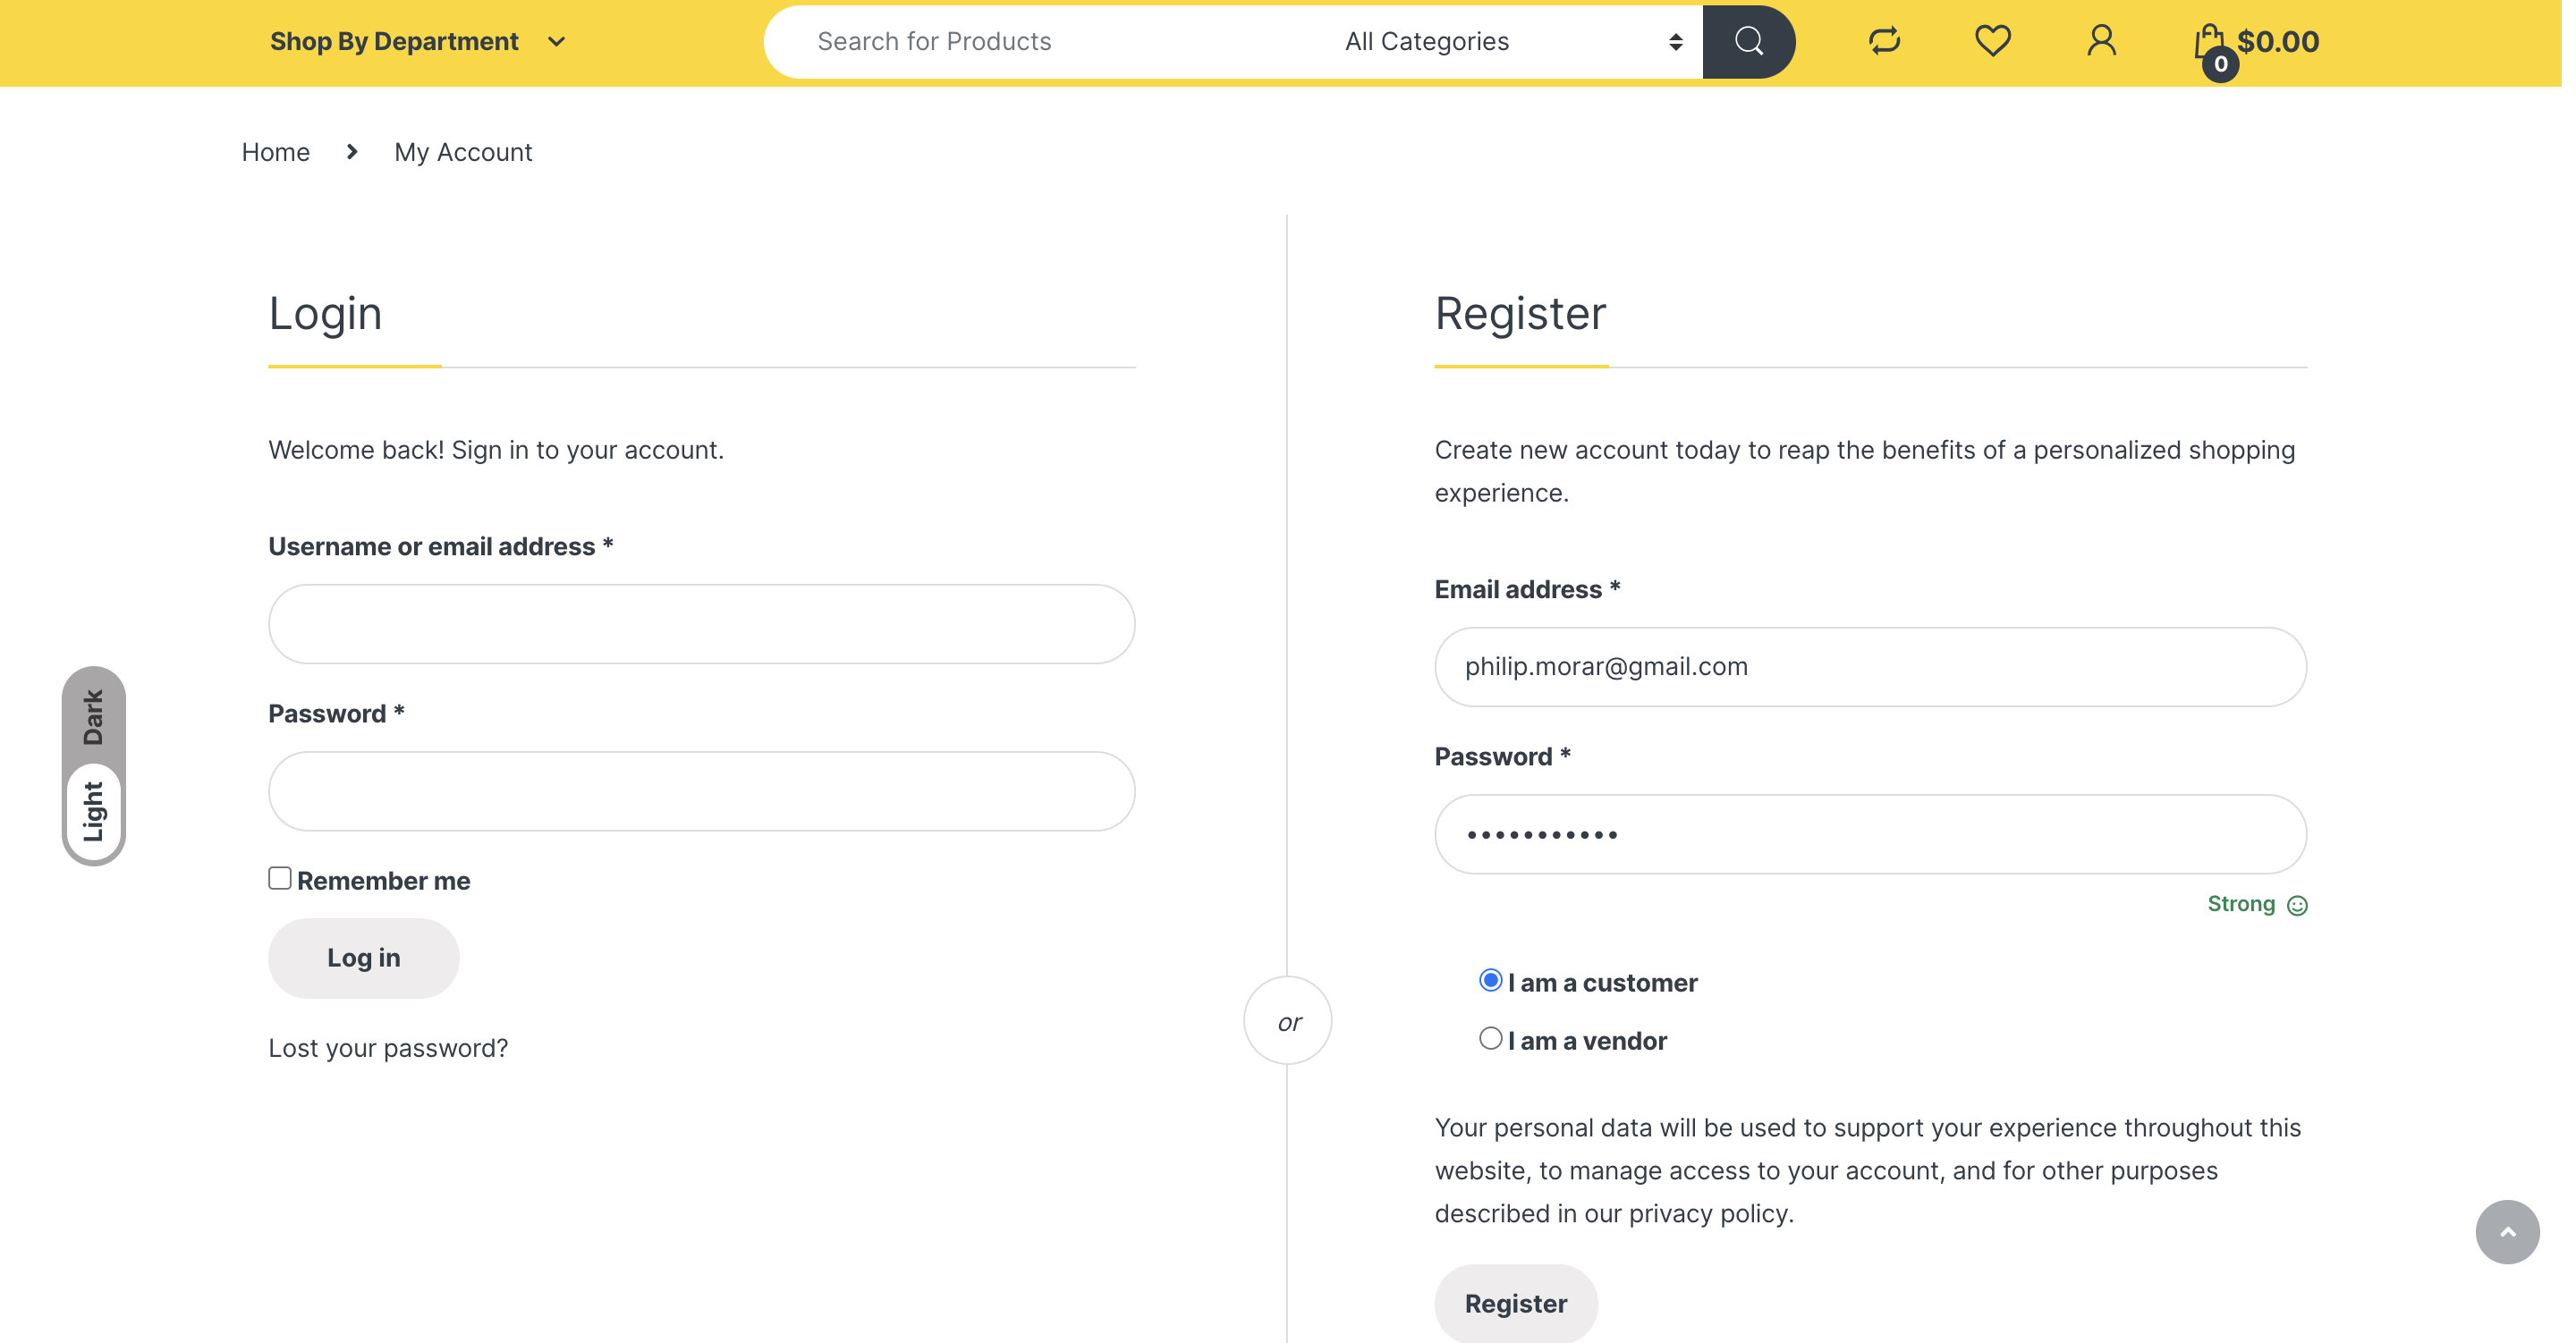 Shop By Department
Search for Products
All Categories
0
$0.00
Home
My Account
Login
Welcome back! Sign in to your account.
Username or email address *
Password *
Remember me
Log in
Lost your password?
Dark
Light
or
Register
Create new account today to reap the benefits of a personalized shopping
experience.
Email address *
philip.morar@gmail.com
Password *
•••••••••••
Strong
I am a customer
I am a vendor
Your personal data will be used to support your experience throughout this
website, to manage access to your account, and for other purposes
described in our privacy policy.
Register